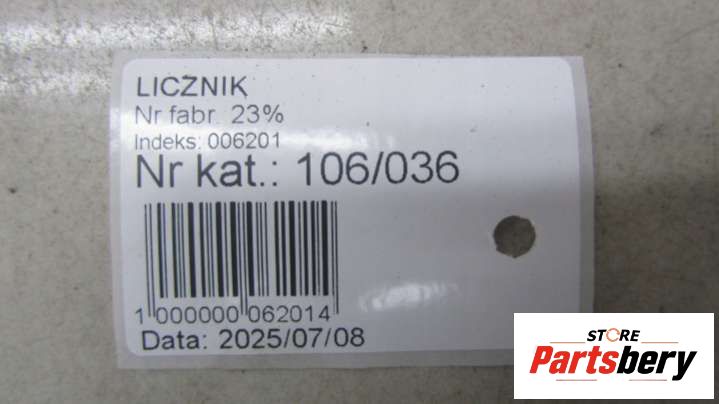 LICZNIK
Nr fabr. 23%
Indeks: 006201
Nr kat.: 106/036
1 000000 062014
Data: 2025/07/08
STORE
Partsbery